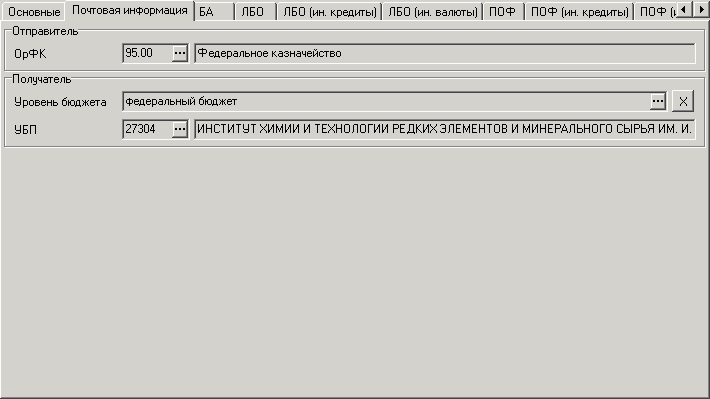 Основные Почтовая информация БА ЛБО ЛБО (ин. кредиты) ЛБО (ин. валюты) ПОФ ПОФ (ин. кредиты) ПОФ (и
Отправитель
ОрФК 95.00 ... Федеральное казначейство
Получатель
Уровень бюджета Федеральный бюджет ... X
УБП 27304 ... ИНСТИТУТ ХИМИИ И ТЕХНОЛОГИИ РЕДКИХ ЭЛЕМЕНТОВ И МИНЕРАЛЬНОГО СЫРЬЯ ИМ. И.